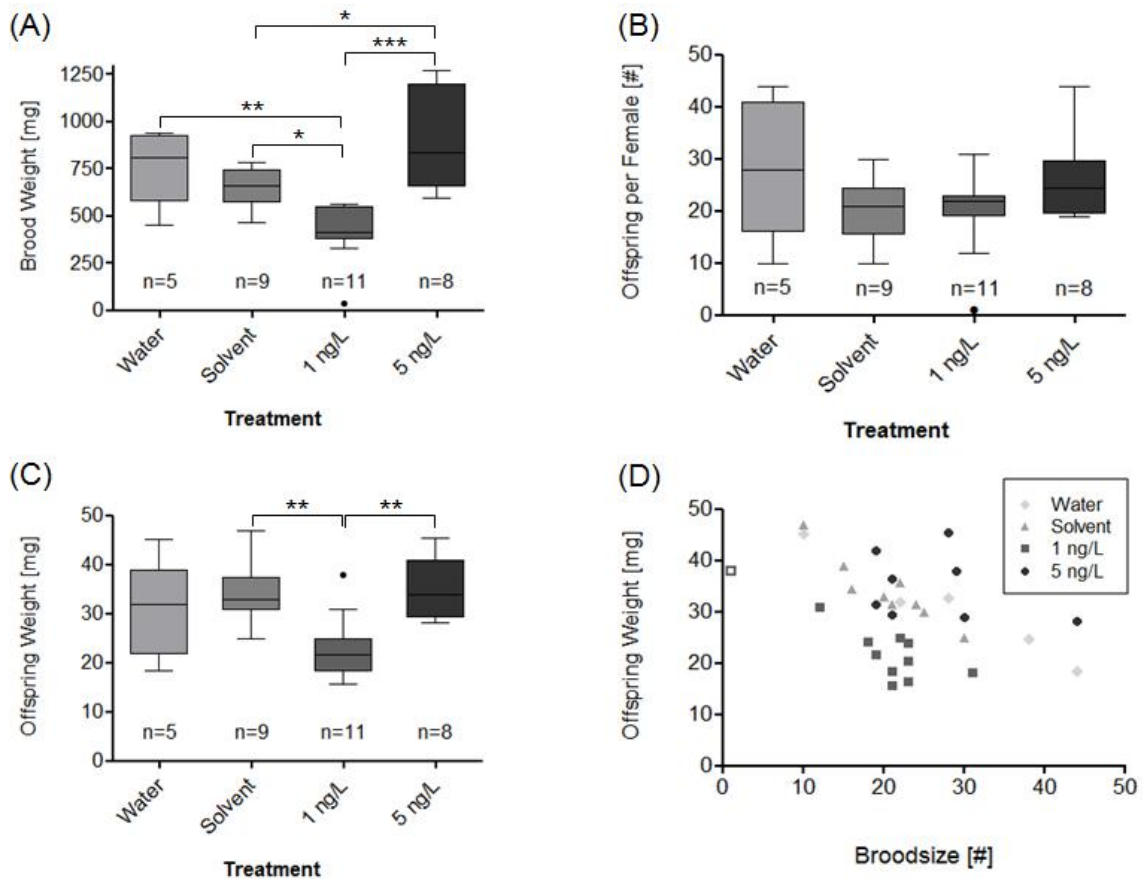 (A)
*
***
**
*
Brood Weight [mg]
1250
1000
750
500
250
0
n=5 n=9 n=11 n=8
Water Solvent 1 ng/L 5 ng/L
Treatment
(B)
Offspring per Female [#]
50
40
30
20
10
0
n=5 n=9 n=11 n=8
Water Solvent 1 ng/L 5 ng/L
Treatment
(C)
** **
Offspring Weight [mg]
50
40
30
20
10
0
n=5 n=9 n=11 n=8
Water Solvent 1 ng/L 5 ng/L
Treatment
(D)
Offspring Weight [mg]
50
40
30
20
10
0
Water
Solvent
1 ng/L
5 ng/L
0 10 20 30 40 50
Broodsize [#]